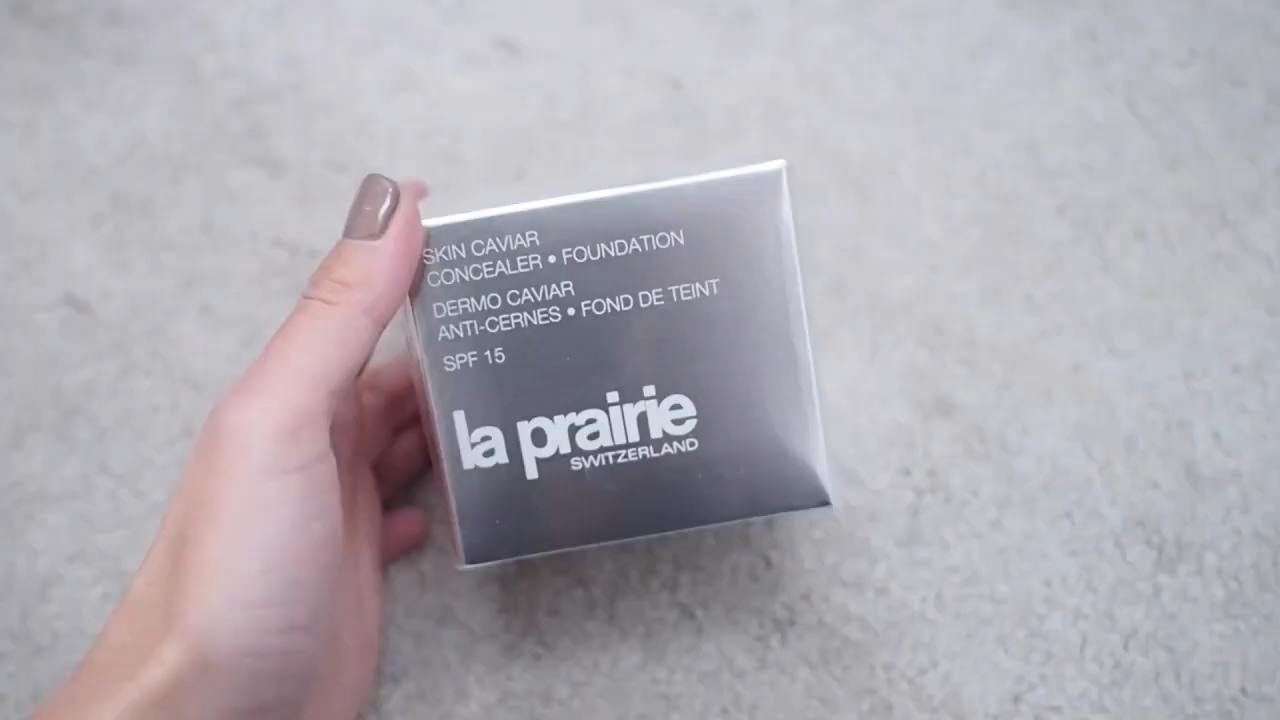 SKIN CAVIAR
CONCEALER • FOUNDATION
DERMO CAVIAR
ANTI-CERNES • FOND DE TEINT
SPF 15
la prairie
SWITZERLAND